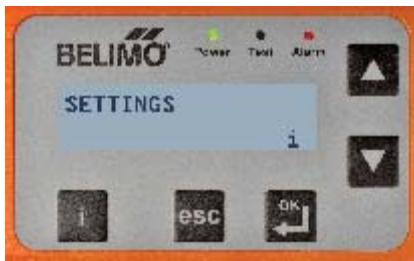 BELIMO
Power Test Alarm
SETTINGS
i
i esc OK